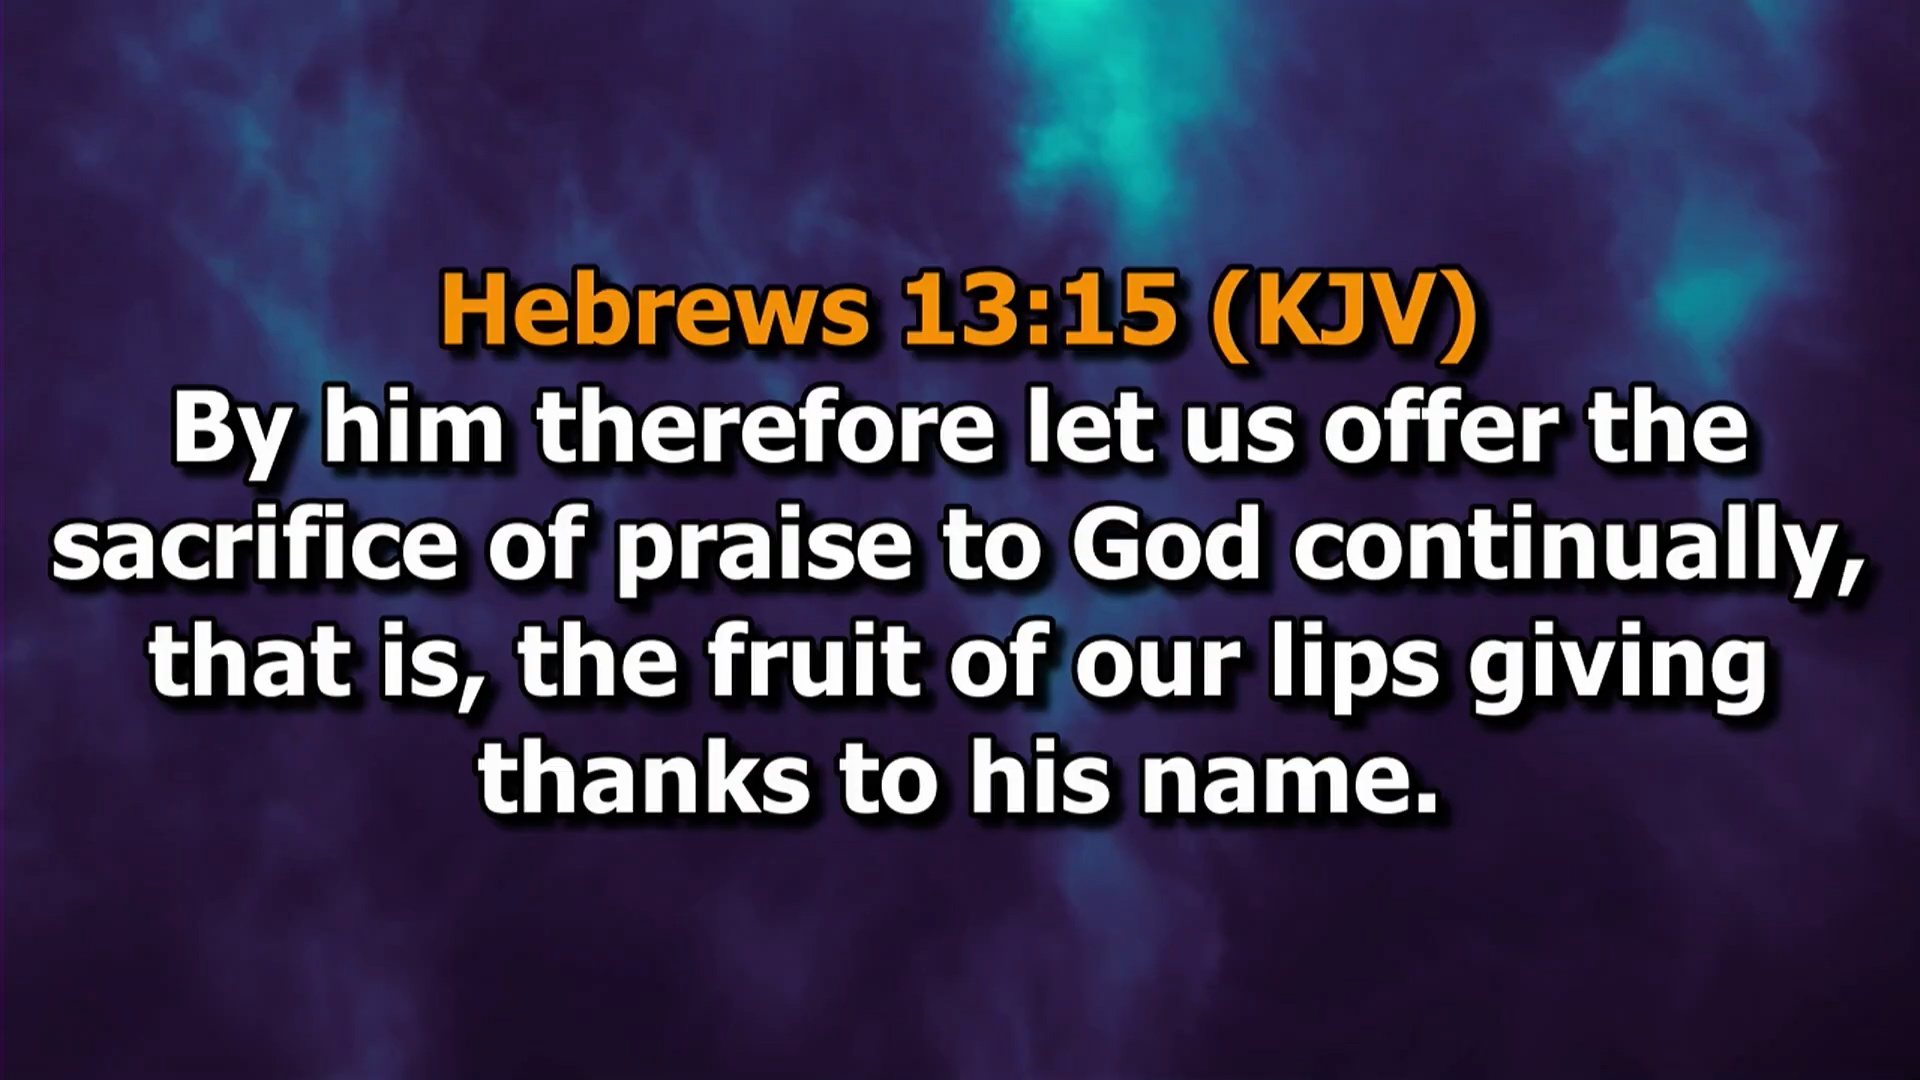 Hebrews 13:15 (KJV)
By him therefore let us offer the
sacrifice of praise to God continually,
that is, the fruit of our lips giving
thanks to his name.